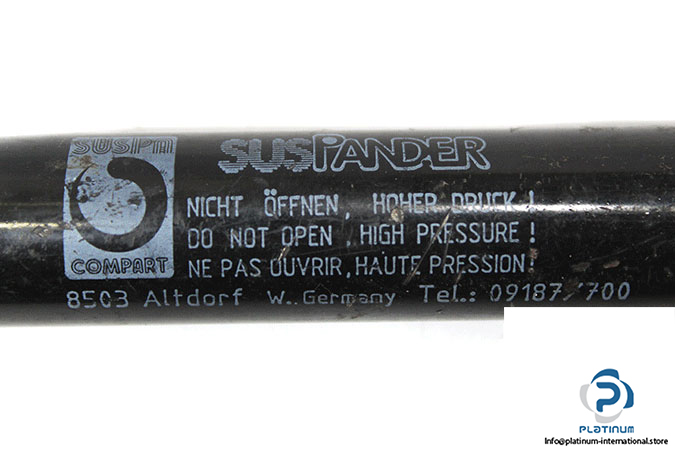 SUSPA
COMPART
SUSPANDER
NICHT ÖFFNEN, HOHER DRUCK!
DO NOT OPEN, HIGH PRESSURE!
NE PAS OUVRIR, HAUTE PRESSION!
8503 Altdorf W.. Germany Tel.: 09187/700
PLATINUM
Info@platinum-international.store